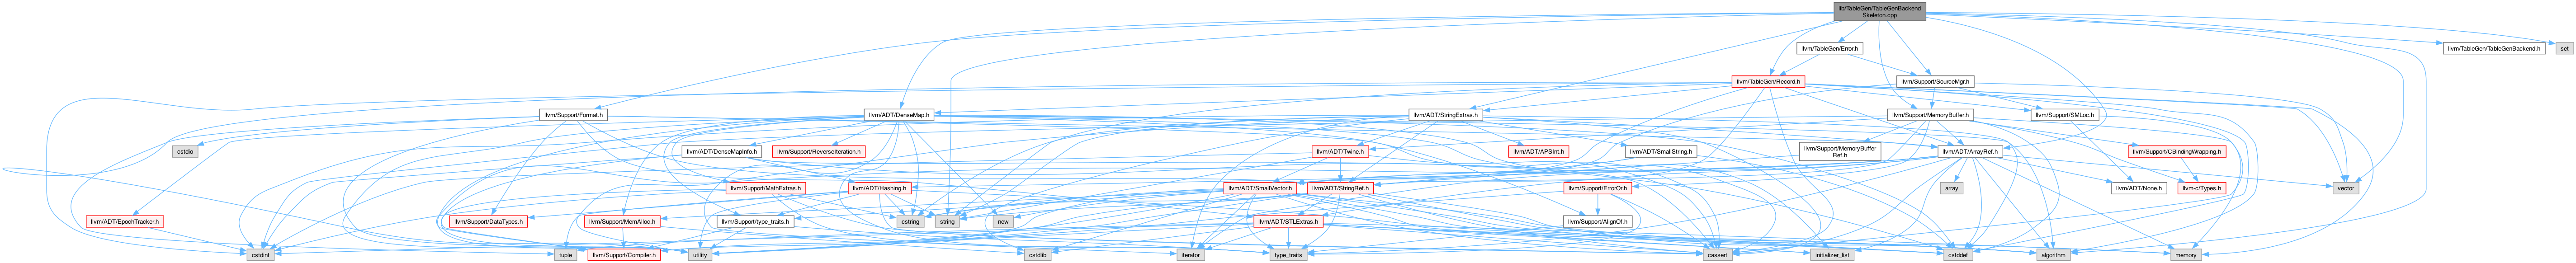 lib/TableGen/TableGenBackend
Skeleton.cpp
llvm/TableGen/Error.h
llvm/TableGen/TableGenBackend.h
set
llvm/TableGen/Record.h
llvm/Support/SourceMgr.h
llvm/Support/Format.h
llvm/ADT/DenseMap.h
llvm/ADT/StringExtras.h
llvm/Support/MemoryBuffer.h
llvm/Support/SMLoc.h
cstdio
llvm/ADT/DenseMapInfo.h
llvm/Support/ReverseIteration.h
llvm/ADT/Twine.h
llvm/ADT/APSInt.h
llvm/ADT/SmallString.h
llvm/Support/MemoryBuffer
Ref.h
llvm/ADT/ArrayRef.h
llvm/Support/CBindingWrapping.h
llvm/Support/MathExtras.h
llvm/ADT/Hashing.h
llvm/ADT/SmallVector.h
llvm/ADT/StringRef.h
llvm/Support/ErrorOr.h
array
llvm/ADT/None.h
llvm-c/Types.h
vector
llvm/ADT/EpochTracker.h
llvm/Support/DataTypes.h
llvm/Support/MemAlloc.h
llvm/Support/type_traits.h
cstring
string
new
llvm/ADT/STLExtras.h
llvm/Support/AlignOf.h
cstdint
tuple
llvm/Support/Compiler.h
utility
cstdlib
iterator
type_traits
cassert
initializer_list
cstddef
algorithm
memory